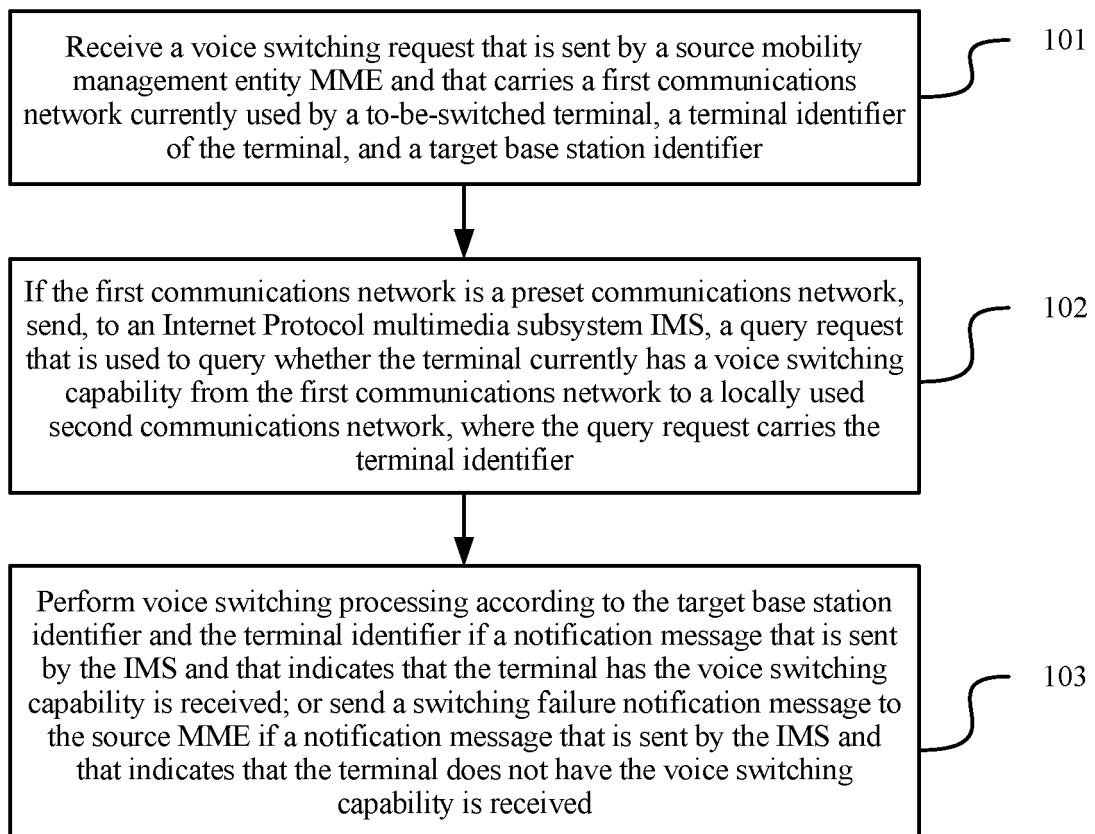 Receive a voice switching request that is sent by a source mobility
management entity MME and that carries a first communications
network currently used by a to-be-switched terminal, a terminal identifier
of the terminal, and a target base station identifier
101
If the first communications network is a preset communications network,
send, to an Internet Protocol multimedia subsystem IMS, a query request
that is used to query whether the terminal currently has a voice switching
capability from the first communications network to a locally used
second communications network, where the query request carries the
terminal identifier
102
Perform voice switching processing according to the target base station
identifier and the terminal identifier if a notification message that is sent
by the IMS and that indicates that the terminal has the voice switching
capability is received; or send a switching failure notification message to
the source MME if a notification message that is sent by the IMS and
that indicates that the terminal does not have the voice switching
capability is received
103